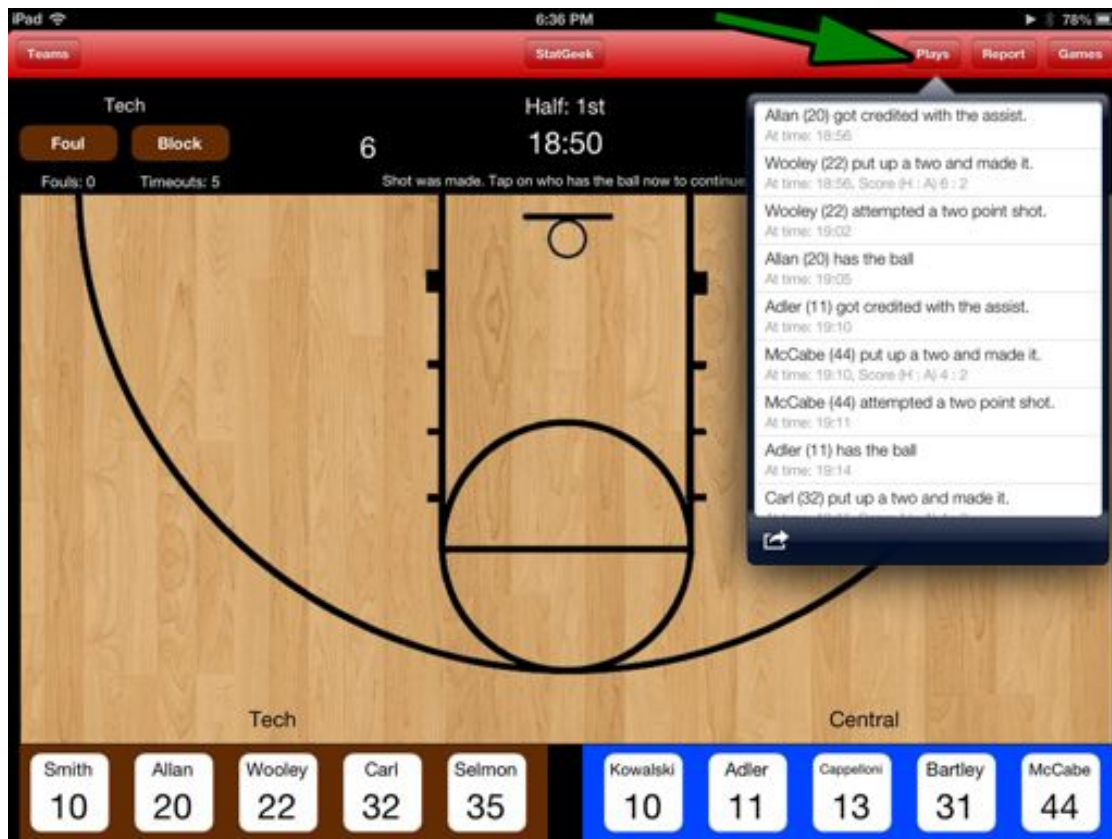 iPad 6:36 PM 78%
Teams StatGeek Plays Report Games
Tech Half: 1st
Foul Block 6 18:50
Fouls: 0 Timeouts: 5 Shot was made. Tap on who has the ball now to continue
Allan (20) got credited with the assist.
At time: 18:56
Wooley (22) put up a two and made it.
At time: 18:56, Score (H : A) 6 : 2
Wooley (22) attempted a two point shot.
At time: 19:02
Allan (20) has the ball
At time: 19:05
Adler (11) got credited with the assist.
At time: 19:10
McCabe (44) put up a two and made it.
At time: 19:10, Score (H : A) 4 : 2
McCabe (44) attempted a two point shot.
At time: 19:11
Adler (11) has the ball
At time: 19:14
Carl (32) put up a two and made it.
Tech Central
Smith Allan Wooley Carl Selmon Kowalski Adler Cappelloni Bartley McCabe
10 20 22 32 35 10 11 13 31 44